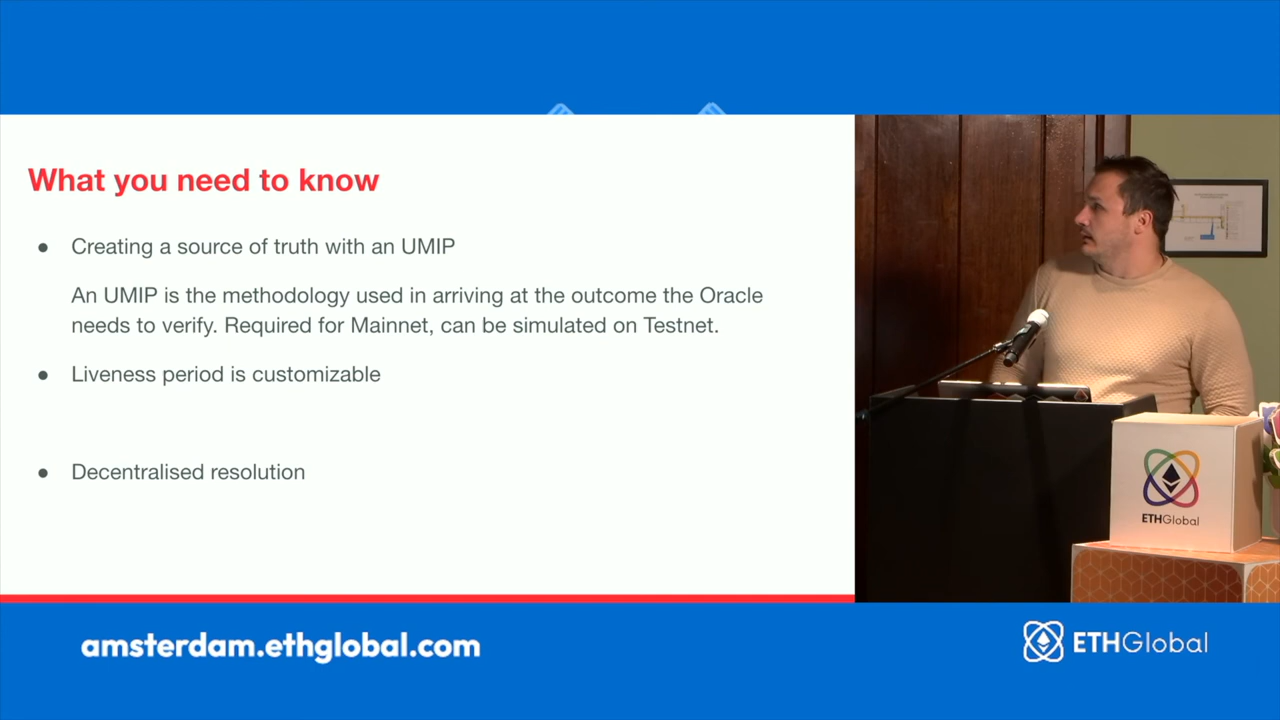 What you need to know
● Creating a source of truth with an UMIP
An UMIP is the methodology used in arriving at the outcome the Oracle
needs to verify. Required for Mainnet, can be simulated on Testnet.
● Liveness period is customizable
● Decentralised resolution
ETHGlobal
amsterdam.ethglobal.com
ETHGlobal